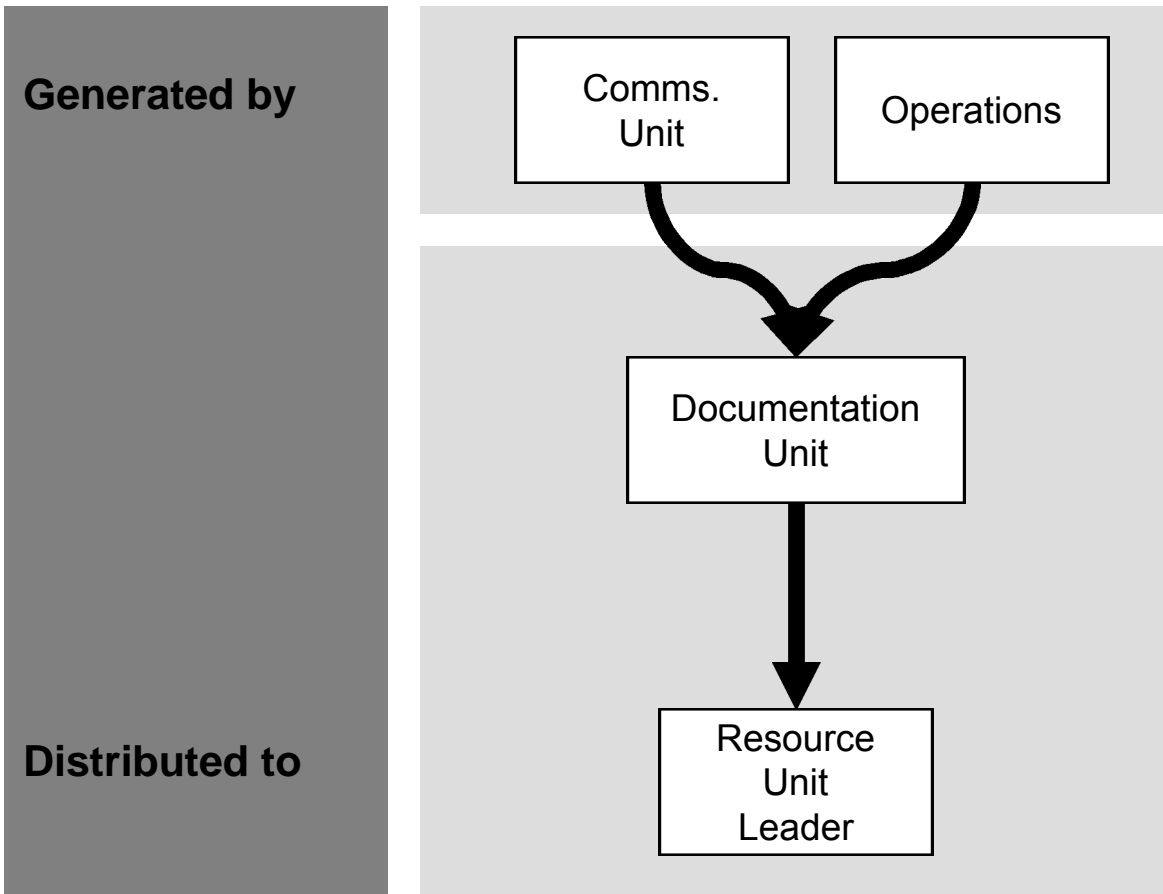 Generated by
Comms.
Unit
Operations
Documentation
Unit
Distributed to
Resource
Unit
Leader